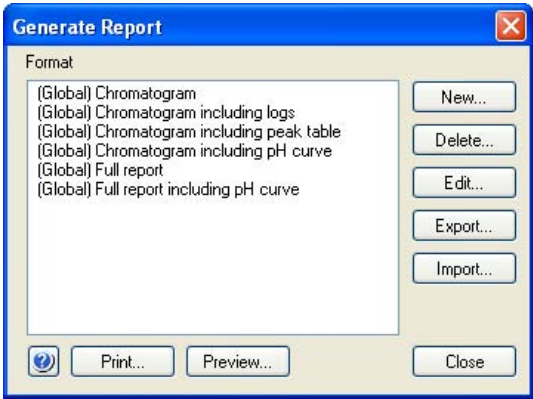 Generate Report
Format
(Global) Chromatogram
(Global) Chromatogram including logs
(Global) Chromatogram including peak table
(Global) Chromatogram including pH curve
(Global) Full report
(Global) Full report including pH curve
New...
Delete...
Edit...
Export...
Import...
Print...
Preview...
Close